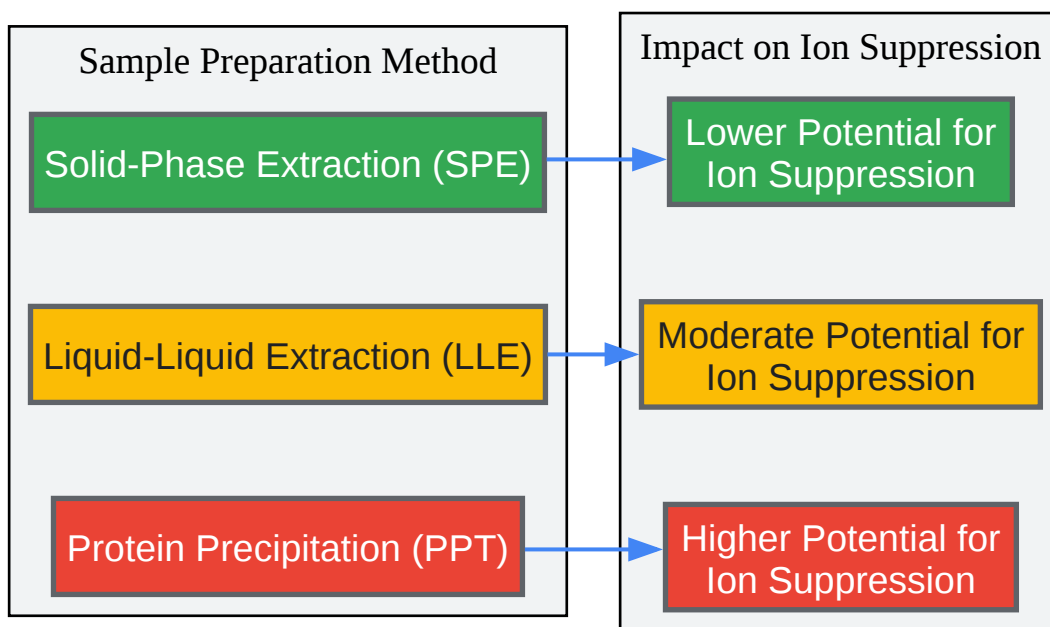 Sample Preparation Method
Solid-Phase Extraction (SPE)
Liquid-Liquid Extraction (LLE)
Protein Precipitation (PPT)
Impact on Ion Suppression
Lower Potential for
Ion Suppression
Moderate Potential for
Ion Suppression
Higher Potential for
Ion Suppression